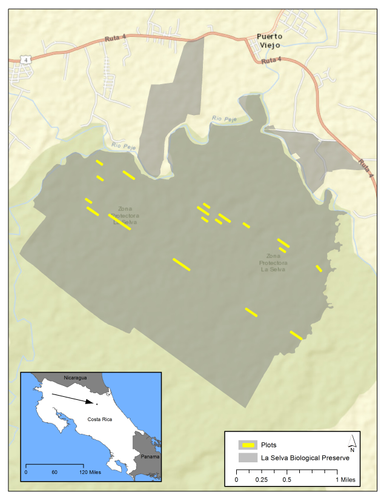 Ruta 4
Puerto
Viejo
4
Ruta 4
Rio Peje
Rio Peje
Ruta 4
Zona
Protectora
La Selva
Zona
Protectora
La Selva
Nicaragua
Costa Rica
Panama
0 60 120 Miles
N
Plots
La Selva Biological Preserve
0 0.25 0.5 1 Miles